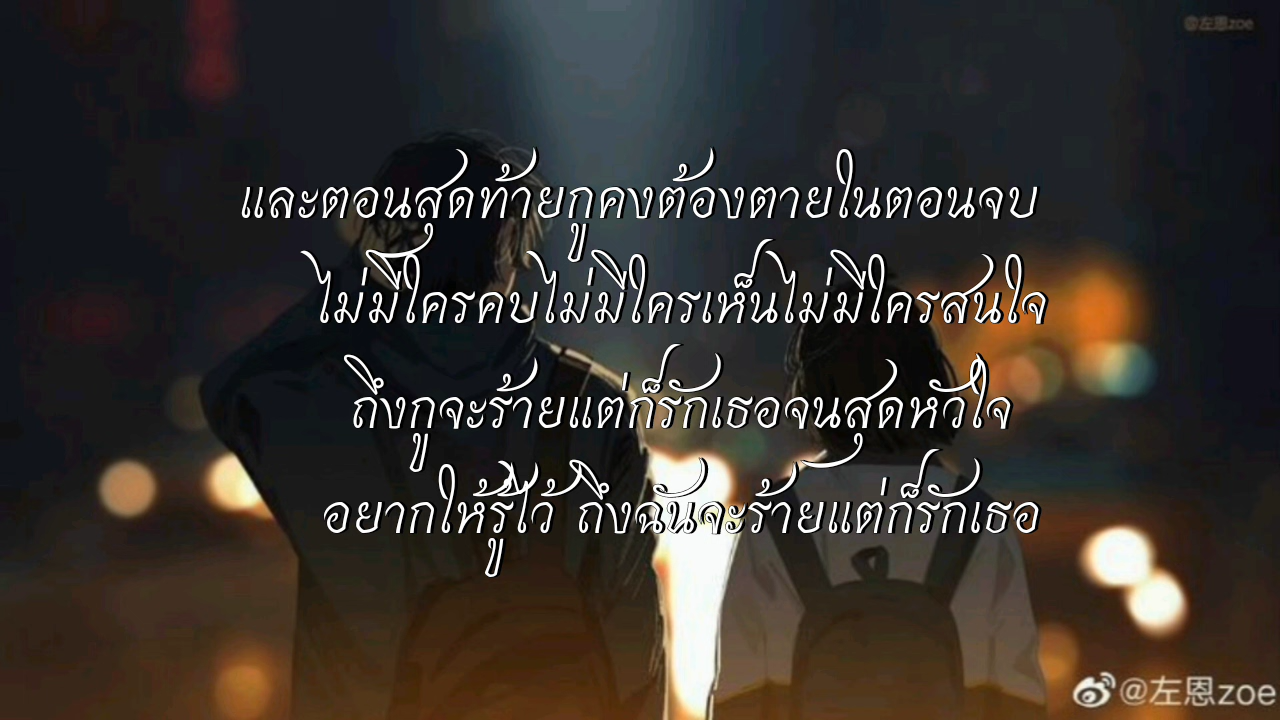 @左恩zoe
และตอนสุดท้ายกูคงต้องตายในตอนจบ
ไม่มีใครคบไม่มีใครเห็นไม่มีใครสนใจ
ถึงกูจะร้ายแต่ก็รักเธอจนสุดหัวใจ
อยากให้รู้ไว้ ถึงฉันจะร้ายแต่ก็รักเธอ
@左恩zoe